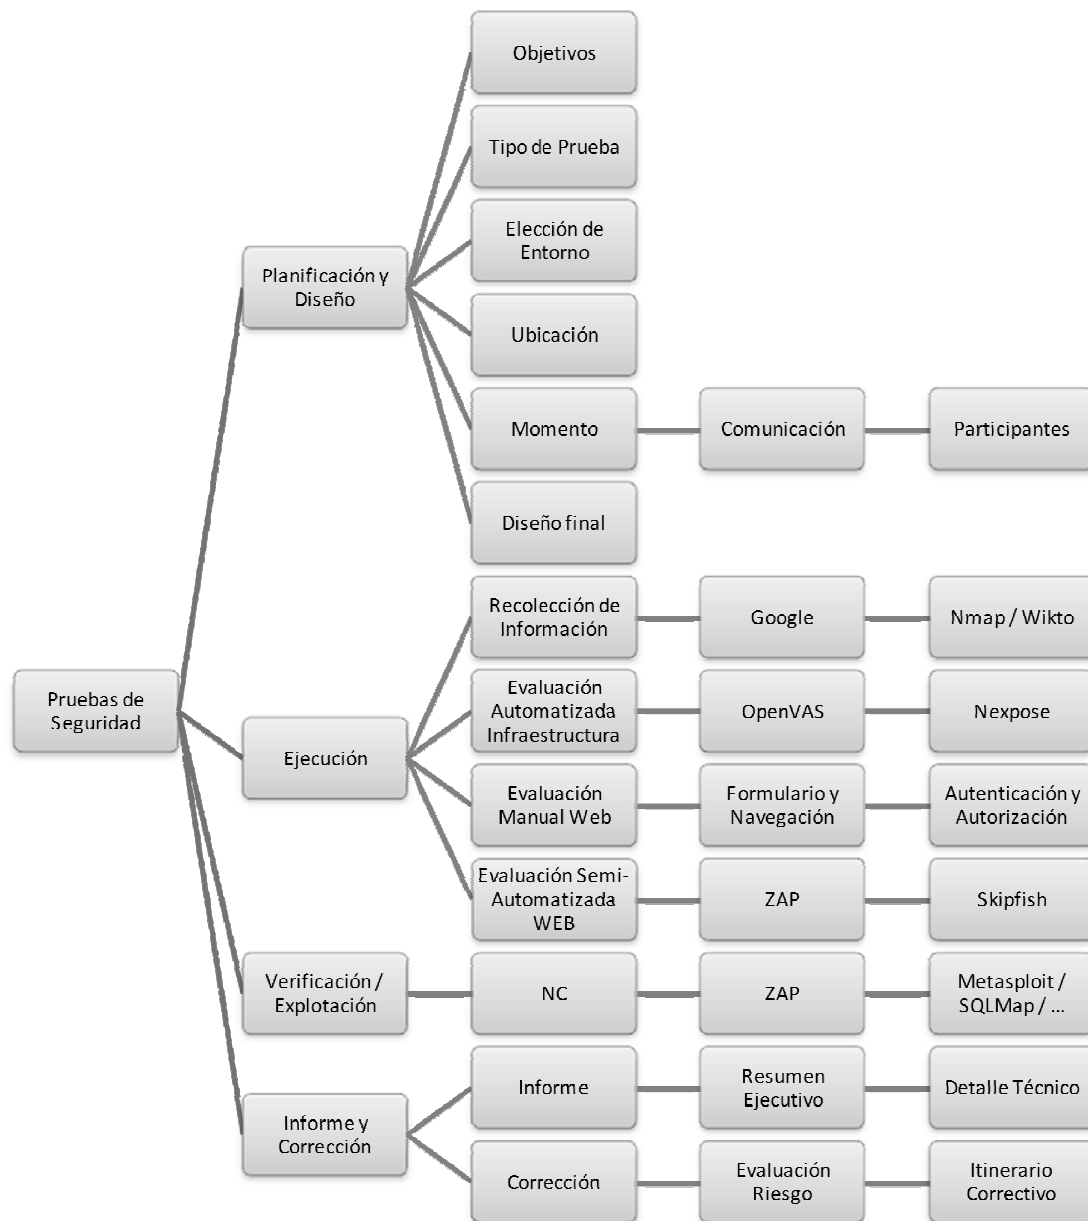 Objetivos
Tipo de Prueba
Elección de
Entorno
Planificación y
Diseño
Ubicación
Momento
Comunicación
Participantes
Diseño final
Recolección de
Información
Google
Nmap / Wikto
Pruebas de
Seguridad
Ejecución
Evaluación
Automatizada
Infraestructura
OpenVAS
Nexpose
Evaluación
Manual Web
Formulario y
Navegación
Autenticación y
Autorización
Evaluación Semi-
Automatizada
WEB
ZAP
Skipfish
Verificación /
Explotación
NC
ZAP
Metasploit /
SQLMap / ...
Informe y
Corrección
Informe
Resumen
Ejecutivo
Detalle Técnico
Corrección
Evaluación
Riesgo
Itinerario
Correctivo